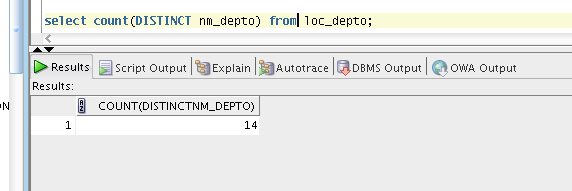 select count(DISTINCT nm_depto) from loc_depto;
Results Script Output Explain Autotrace DBMS Output OWA Output
Results:
COUNT(DISTINCTNM_DEPTO)
1 14
ON